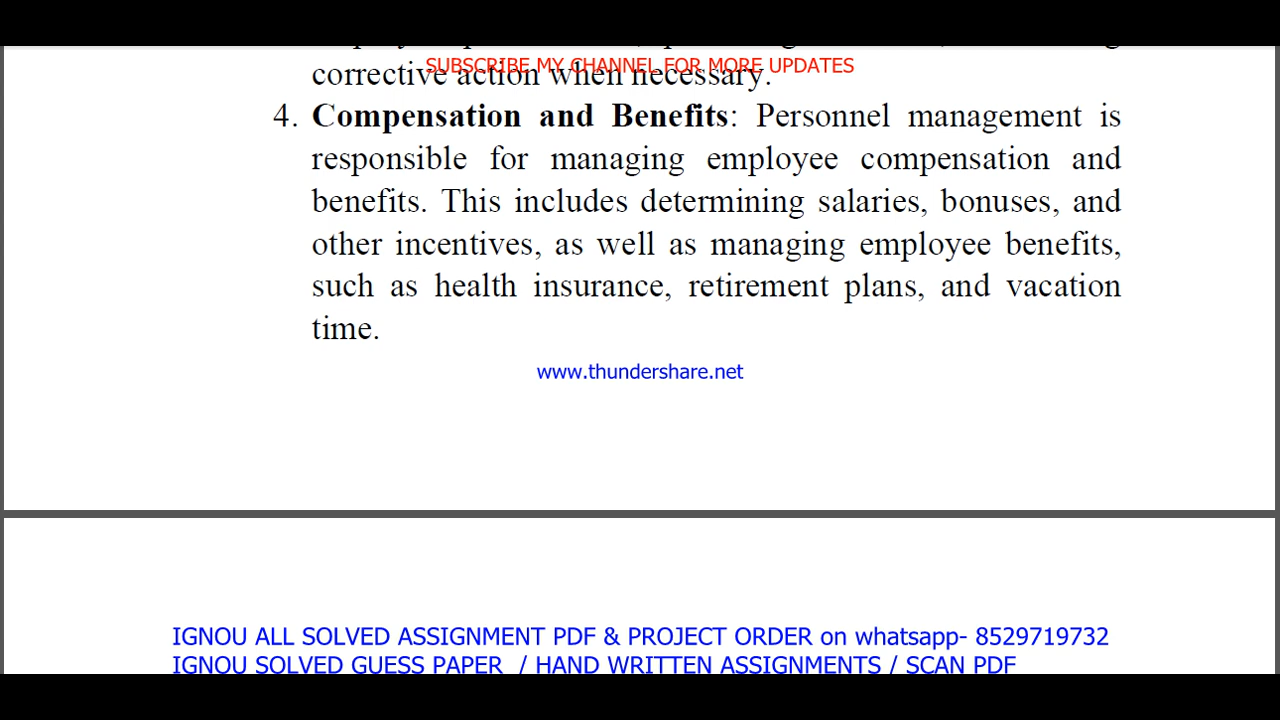 SUBSCRIBE MY CHANNEL FOR MORE UPDATES
corrective action when necessary.
4. Compensation and Benefits: Personnel management is
responsible for managing employee compensation and
benefits. This includes determining salaries, bonuses, and
other incentives, as well as managing employee benefits,
such as health insurance, retirement plans, and vacation
time.
www.thundershare.net
IGNOU ALL SOLVED ASSIGNMENT PDF & PROJECT ORDER on whatsapp- 8529719732
IGNOU SOLVED GUESS PAPER / HAND WRITTEN ASSIGNMENTS / SCAN PDF